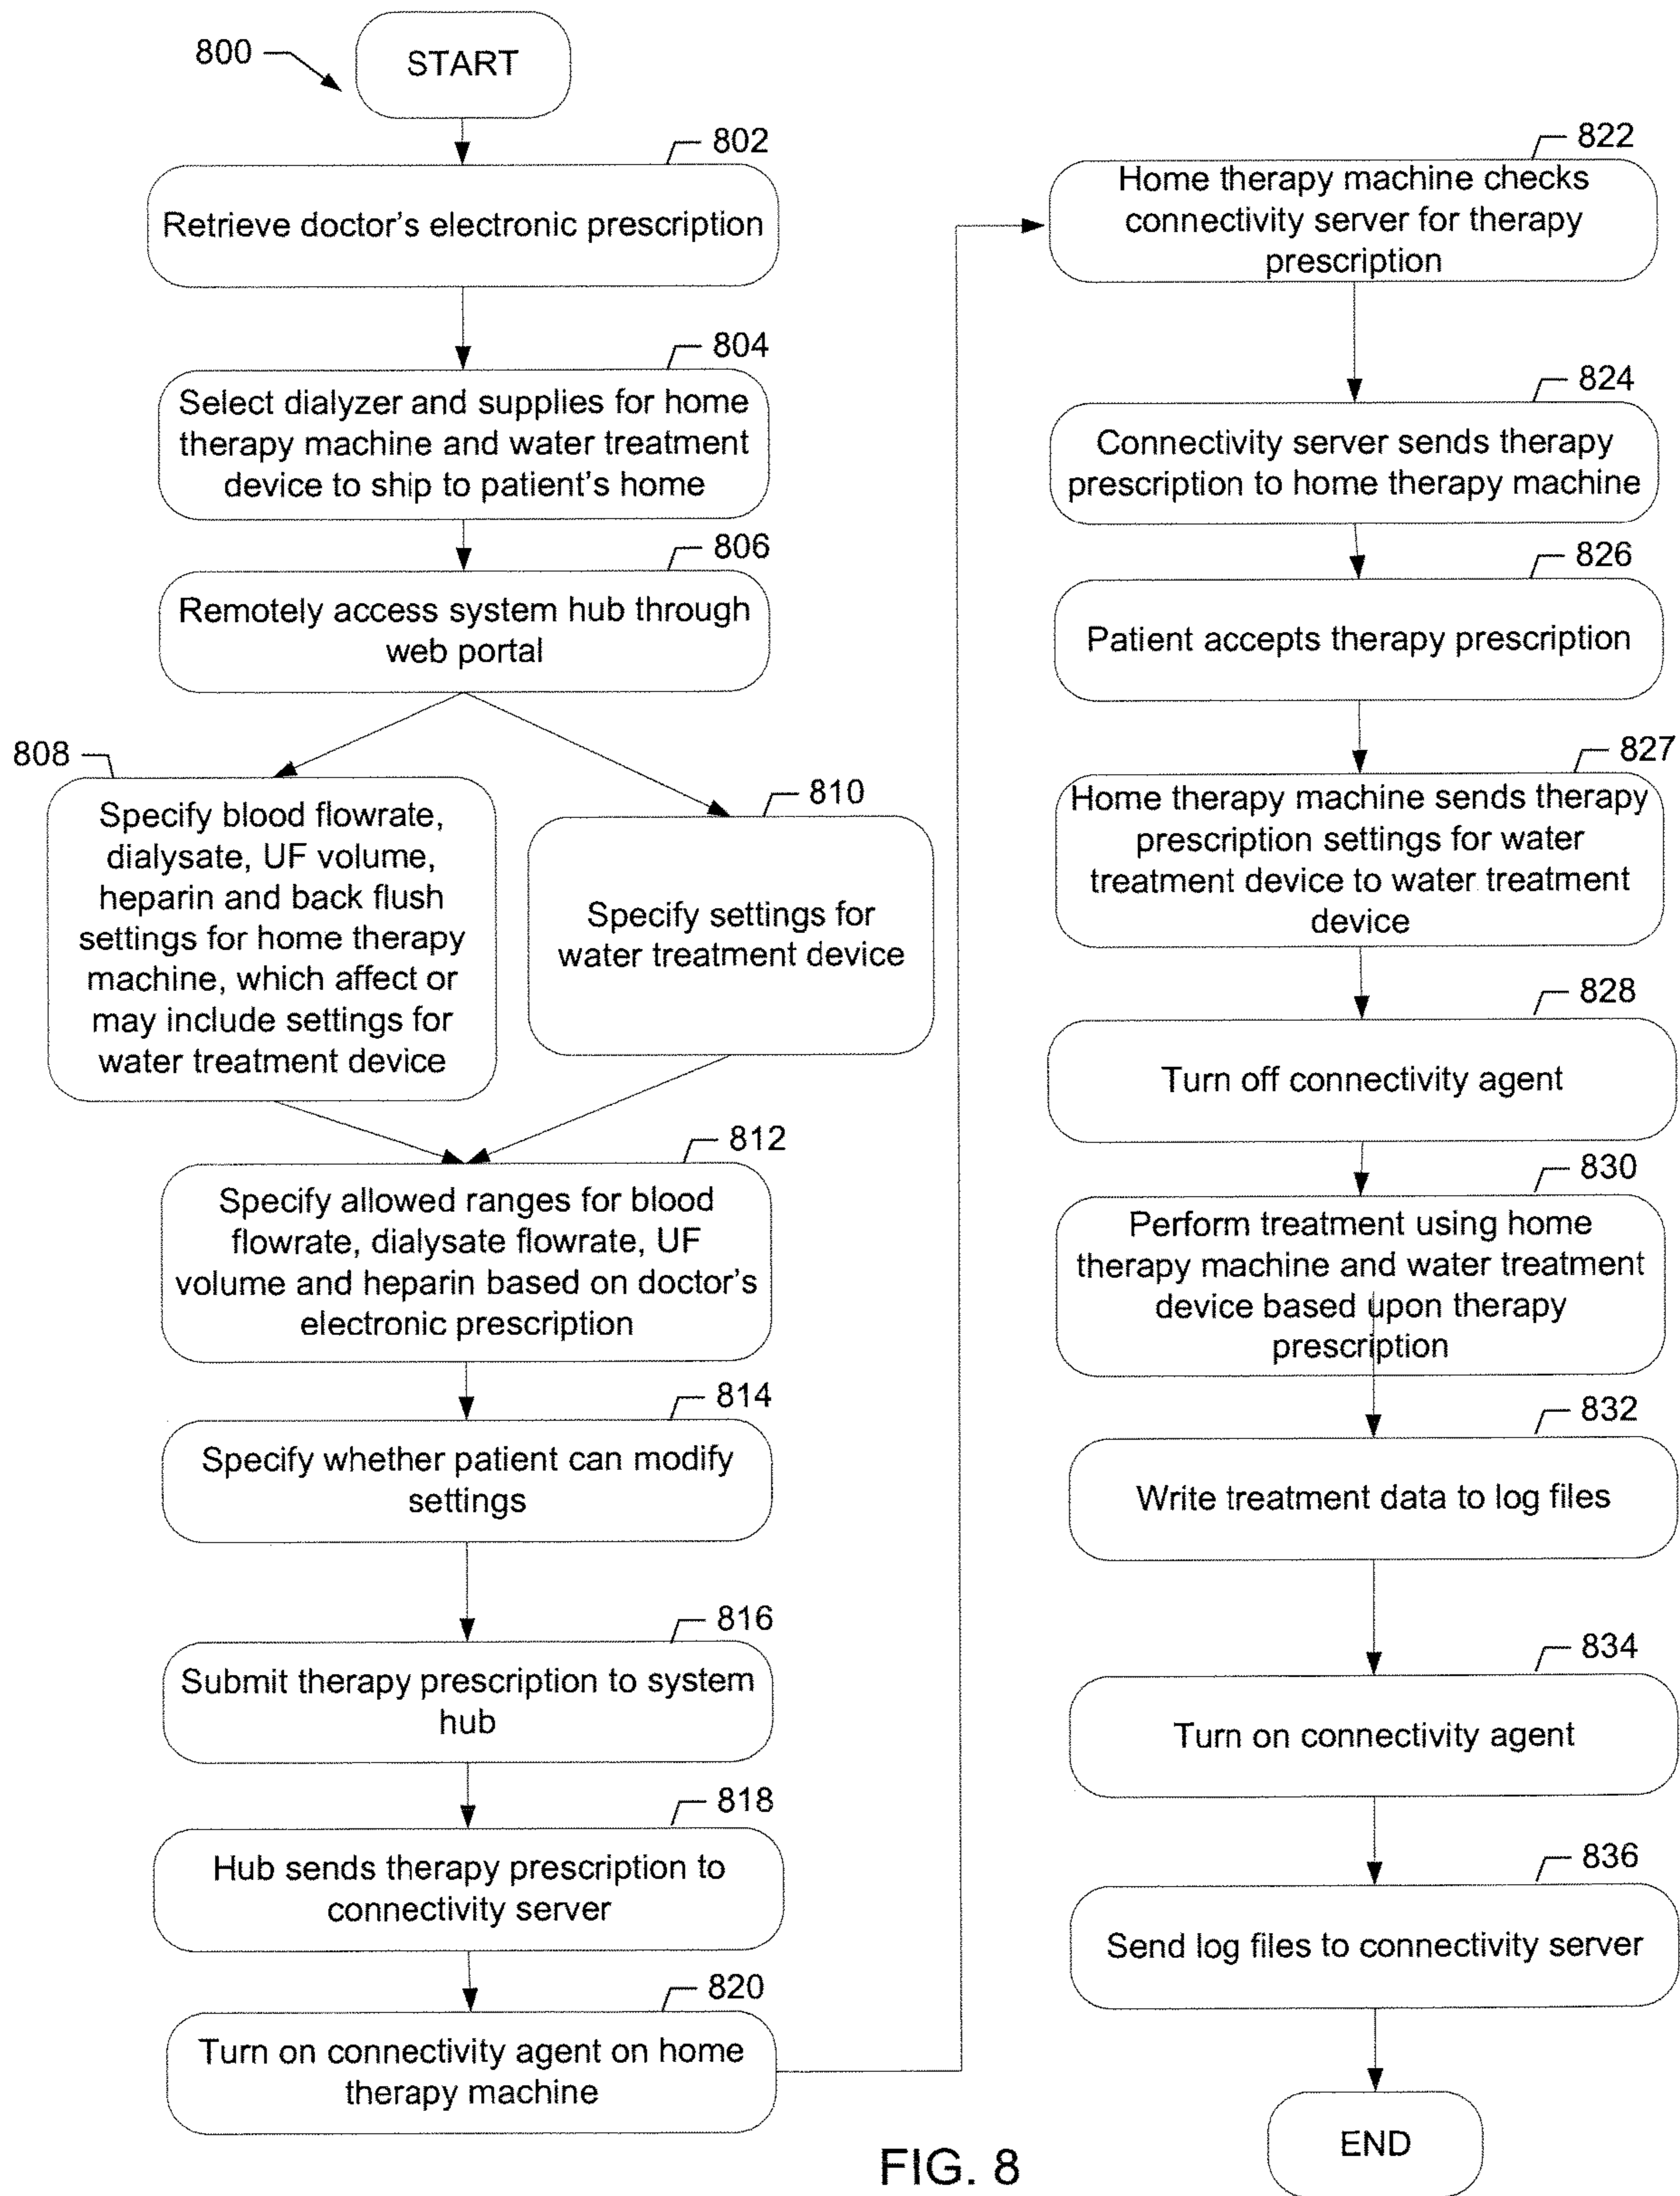 800
START
802
Retrieve doctor's electronic prescription
804
Select dialyzer and supplies for home
therapy machine and water treatment
device to ship to patient's home
806
Remotely access system hub through
web portal
808
Specify blood flowrate,
dialysate, UF volume,
heparin and back flush
settings for home therapy
machine, which affect or
may include settings for
water treatment device
810
Specify settings for
water treatment device
812
Specify allowed ranges for blood
flowrate, dialysate flowrate, UF
volume and heparin based on doctor's
electronic prescription
814
Specify whether patient can modify
settings
816
Submit therapy prescription to system
hub
818
Hub sends therapy prescription to
connectivity server
820
Turn on connectivity agent on home
therapy machine
822
Home therapy machine checks
connectivity server for therapy
prescription
824
Connectivity server sends therapy
prescription to home therapy machine
826
Patient accepts therapy prescription
827
Home therapy machine sends therapy
prescription settings for water
treatment device to water treatment
device
828
Turn off connectivity agent
830
Perform treatment using home
therapy machine and water treatment
device based upon therapy
prescription
832
Write treatment data to log files
834
Turn on connectivity agent
836
Send log files to connectivity server
END
FIG. 8